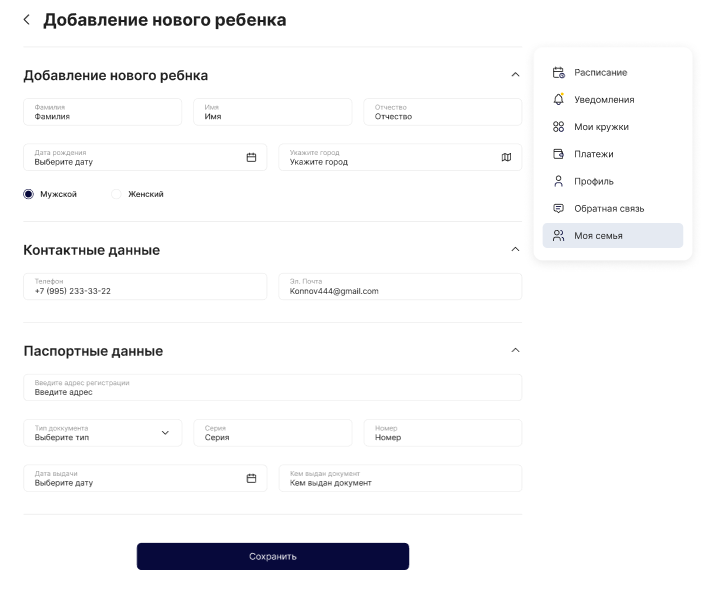 Добавление нового ребенка
Добавление нового ребнка
Фамилия
Фамилия
Имя
Имя
Отчество
Отчество
Дата рождения
Выберите дату
Укажите город
Укажите город
Мужской
Женский
Контактные данные
Телефон
+7 (995) 233-33-22
Эл. Почта
Konnov444@gmail.com
Паспортные данные
Введите адрес регистрации
Введите адрес
Тип доккумента
Выберите тип
Серия
Серия
Номер
Номер
Дата выдачи
Выберите дату
Кем выдан докумнет
Кем выдан документ
Сохранить
Расписание
Уведомления
Мои кружки
Платежи
Профиль
Обратная связь
Моя семья